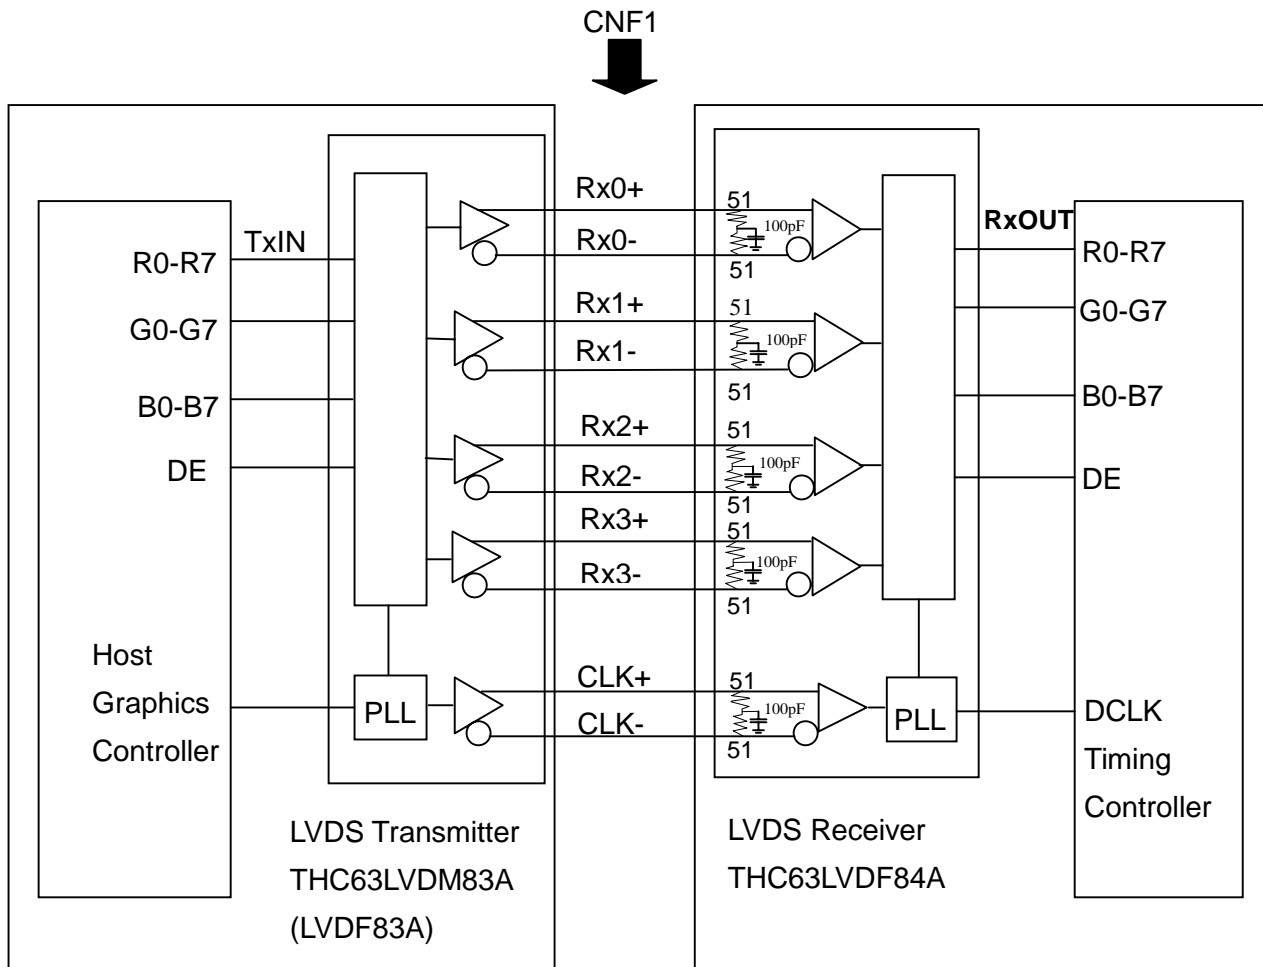 CNF1
Rx0+
51
100pF
RxOUT
TxIN
Rx0-
R0-R7
51
R0-R7
Rx1+
51
G0-G7
G0-G7
100pF
Rx1-
51
B0-B7
B0-B7
Rx2+
51
100pF
DE
Rx2-
DE
51
Rx3+
51
100pF
Rx3-
51
Host
Graphics
Controller
CLK+
51
PLL
100pF
PLL
CLK-
51
DCLK
Timing
Controller
LVDS Transmitter
THC63LVDM83A
(LVDF83A)
LVDS Receiver
THC63LVDF84A